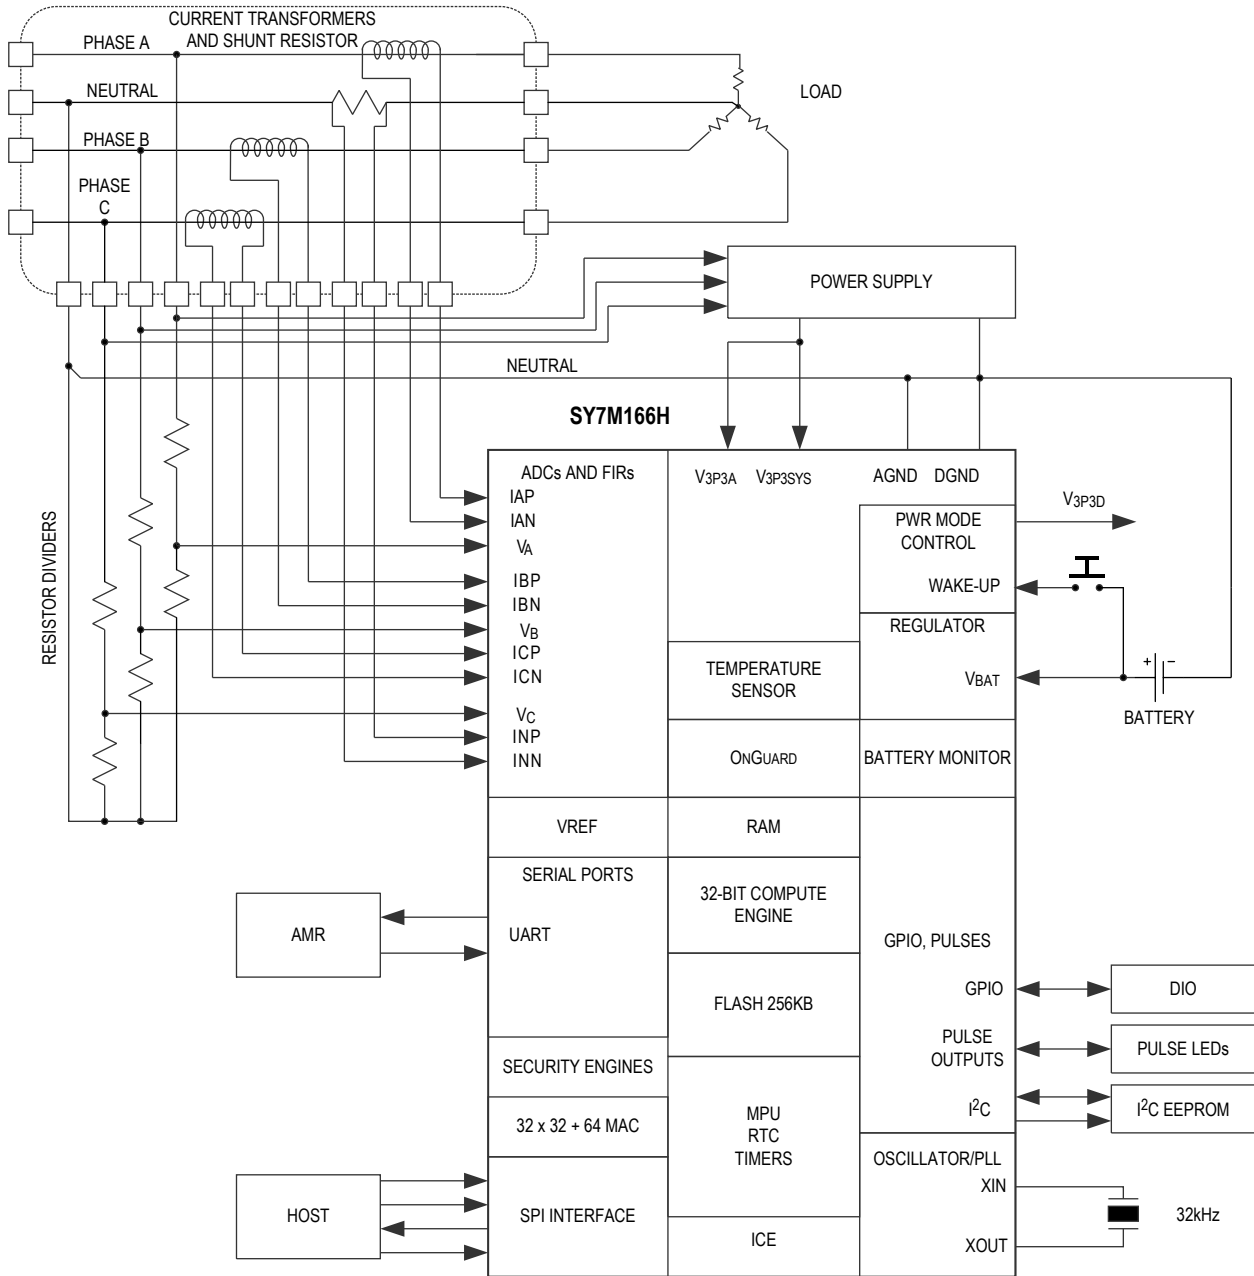 CURRENT TRANSFORMERS
AND SHUNT RESISTOR
PHASE A
NEUTRAL
PHASE B
PHASE
C
LOAD
POWER SUPPLY
NEUTRAL
SY7M166H
RESISTOR DIVIDERS
ADCs AND FIRs
IAP
IAN
VA
IBP
IBN
VB
ICP
ICN
VC
INP
INN
V3P3A
V3P3SYS
AGND
DGND
PWR MODE
CONTROL
V3P3D
WAKE-UP
REGULATOR
VBAT
BATTERY
+
−
TEMPERATURE
SENSOR
ONGUARD
BATTERY MONITOR
VREF
RAM
SERIAL PORTS
UART
AMR
32-BIT COMPUTE
ENGINE
GPIO, PULSES
FLASH 256KB
GPIO
DIO
PULSE
OUTPUTS
PULSE LEDs
I2C
I2C EEPROM
SECURITY ENGINES
32 x 32 + 64 MAC
MPU
RTC
TIMERS
OSCILLATOR/PLL
XIN
XOUT
32kHz
HOST
SPI INTERFACE
ICE